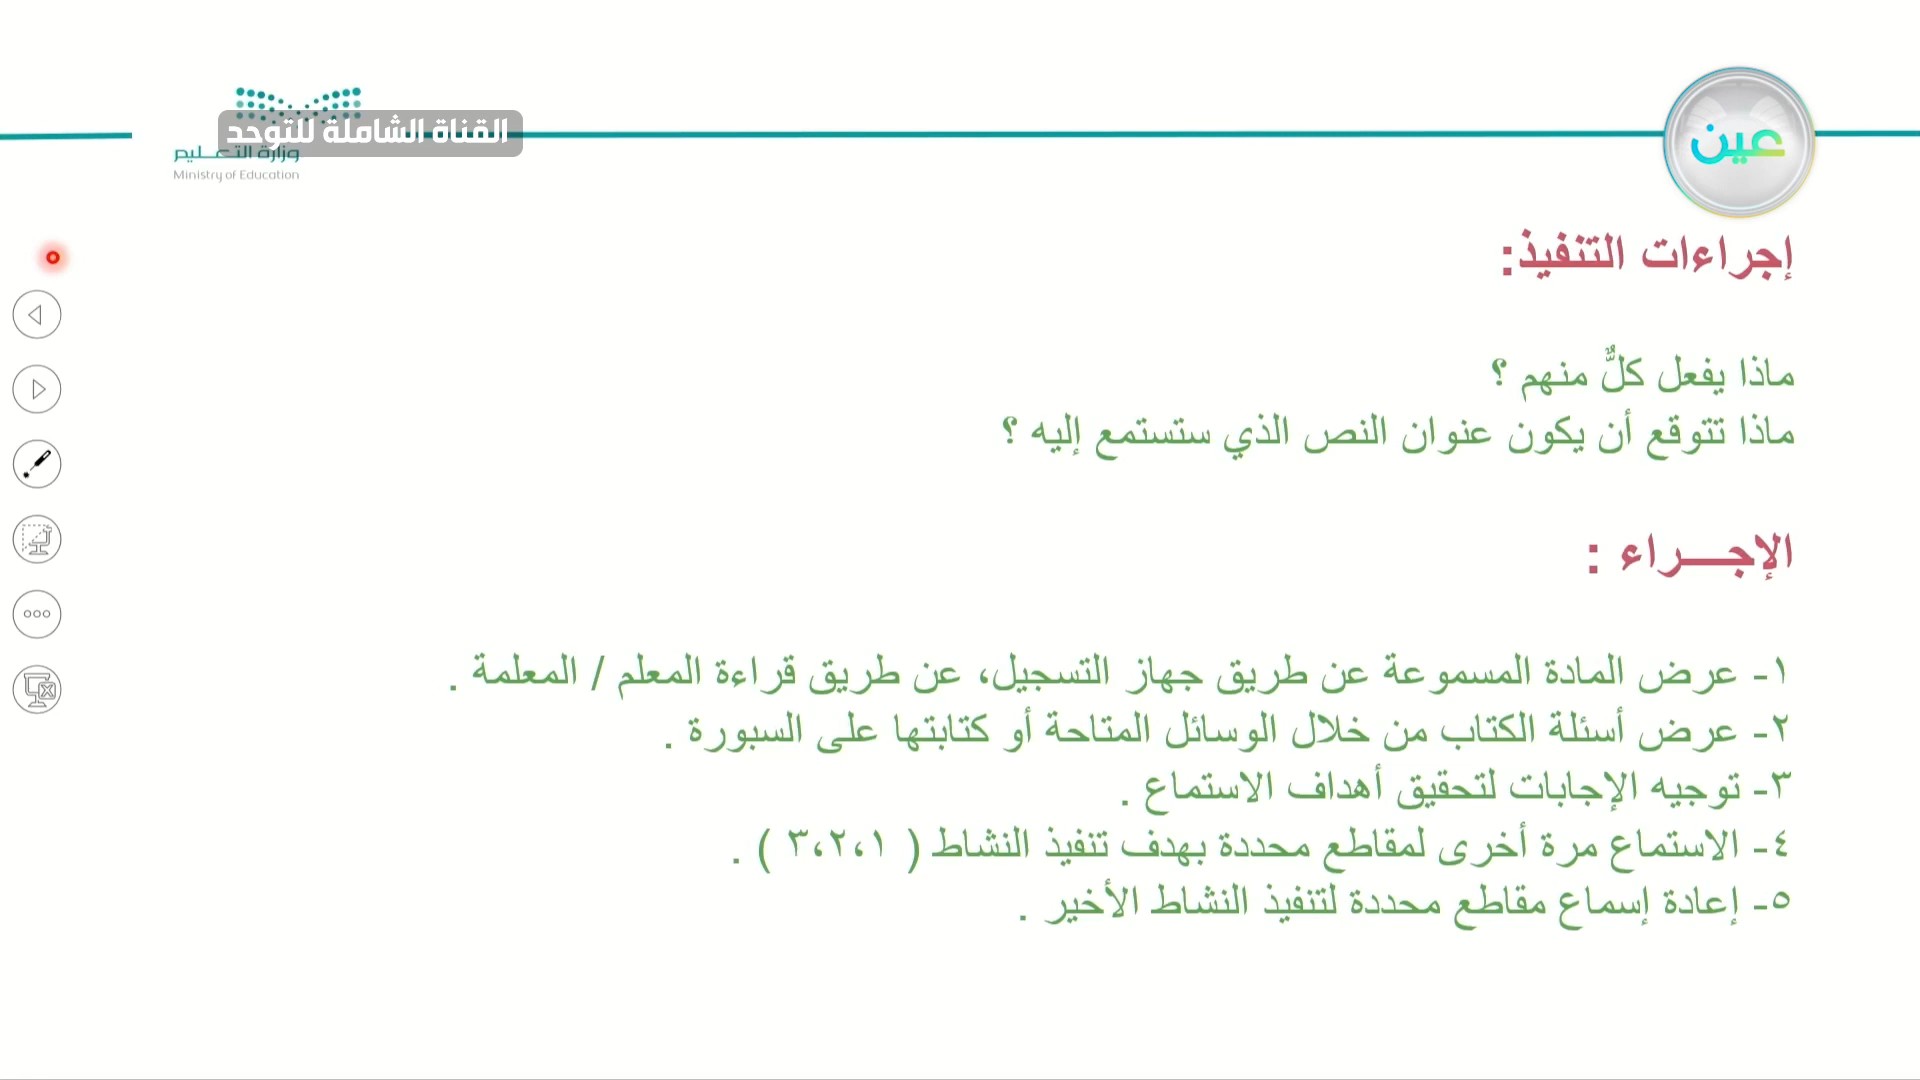 القناة الشاملة للتوحد
وزارة التعـــليم
Ministry of Education
عين
إجراءات التنفيذ:
ماذا يفعل كلٌّ منهم ؟
ماذا تتوقع أن يكون عنوان النص الذي ستستمع إليه ؟
الإجــــراء :
١- عرض المادة المسموعة عن طريق جهاز التسجيل، عن طريق قراءة المعلم / المعلمة .
٢- عرض أسئلة الكتاب من خلال الوسائل المتاحة أو كتابتها على السبورة .
٣- توجيه الإجابات لتحقيق أهداف الاستماع .
٤- الاستماع مرة أخرى لمقاطع محددة بهدف تنفيذ النشاط ( ٣،٢،١ ) .
٥- إعادة إسماع مقاطع محددة لتنفيذ النشاط الأخير .